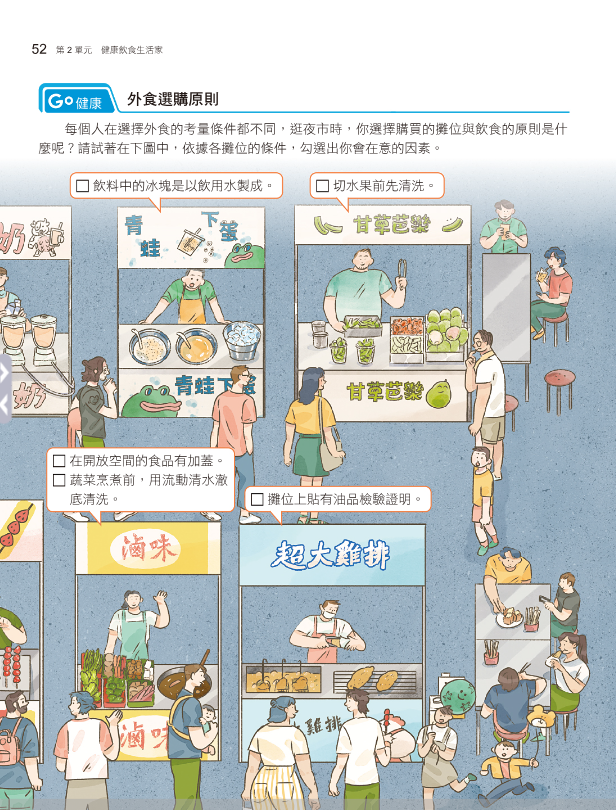 52 第2單元 健康飲食生活家
Go健康 外食選購原則
每個人在選擇外食的考量條件都不同,逛夜市時,你選擇購買的攤位與飲食的原則是什
麼呢?請試著在下圖中,依據各攤位的條件,勾選出你會在意的因素。
□ 飲料中的冰塊是以飲用水製成。
□ 切水果前先清洗。
奶
青蛙下蛋
甘草芭樂
奶
青蛙下蛋
甘草芭樂
□ 在開放空間的食品有加蓋。
□ 蔬菜烹煮前,用流動清水澈
底清洗。
□ 攤位上貼有油品檢驗證明。
滷味
超大雞排
滷味
雞排